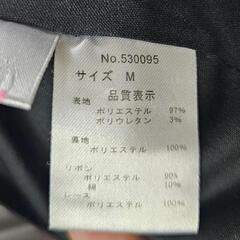 No.530095
サイズ M
品質表示
表地
ポリエステル 97%
ポリウレタン 3%
裏地
ポリエステル 100%
リボン
ポリエステル 90%
綿 10%
レース
ポリエステル 100%